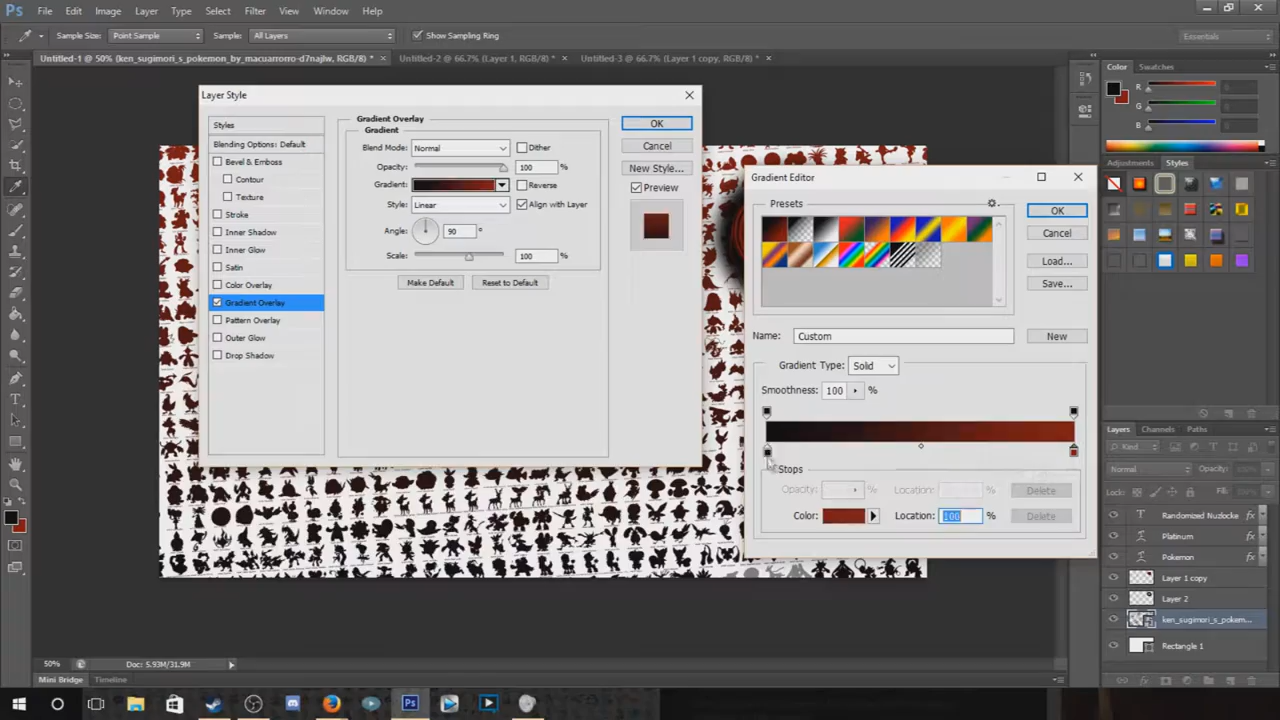 Ps File Edit Image Layer Type Select Filter View Window Help
Sample Size: Point Sample Sample: All Layers Show Sampling Ring Essentials
Untitled-1 @ 50% (ken_sugimori_s_pokemon_by_macuarrorro-d7najlw, RGB/8) * × Untitled-2 @ 66.7% (Layer 1, RGB/8) * × Untitled-3 @ 66.7% (Layer 1 copy, RGB/8) * ×
Color Swatches
R
G
B
Layer Style
Styles
Blending Options: Default
Bevel & Emboss
Contour
Texture
Stroke
Inner Shadow
Inner Glow
Satin
Color Overlay
Gradient Overlay
Pattern Overlay
Outer Glow
Drop Shadow
Gradient Overlay
Gradient
Blend Mode: Normal Dither
Opacity: 100 %
Gradient: Reverse
Style: Linear Align with Layer
Angle: 90 °
Scale: 100 %
Make Default Reset to Default
OK
Cancel
New Style...
Preview
Gradient Editor
Presets
OK
Cancel
Load...
Save...
Name: Custom New
Gradient Type: Solid
Smoothness: 100 %
Stops
Opacity: % Location: % Delete
Color: Location: 100 % Delete
Adjustments Styles
Layers Channels Paths
Kind
Normal Opacity: 100%
Lock: Fill: 100%
T Randomized Nuzlocke fx
Platinum fx
Pokemon fx
Layer 1 copy
Layer 2
ken_sugimori_s_pokem...
Rectangle 1
50% Doc: 5.93M/31.9M
Mini Bridge Timeline
Ps